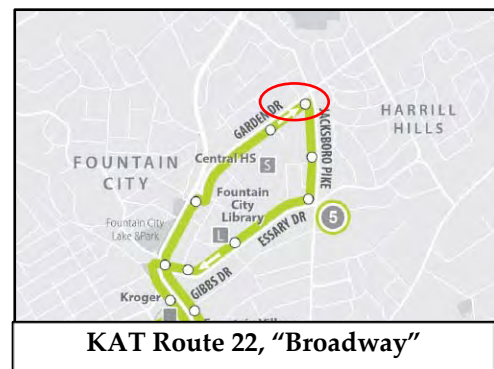 GARDEN DR
HARRILL
HILLS
JACKSBORO PIKE
Central HS
S
FOUNTAIN
CITY
Fountain
City
Library
L
ESSARY DR
5
Fountain City
Lake & Park
GIBBS DR
Kroger
KAT Route 22, “Broadway”